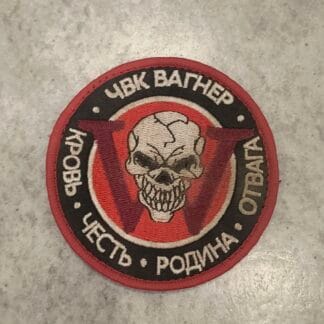 ЧВК ВАГНЕР
КРОВЬ · ЧЕСТЬ · РОДИНА · ОТВАГА
W